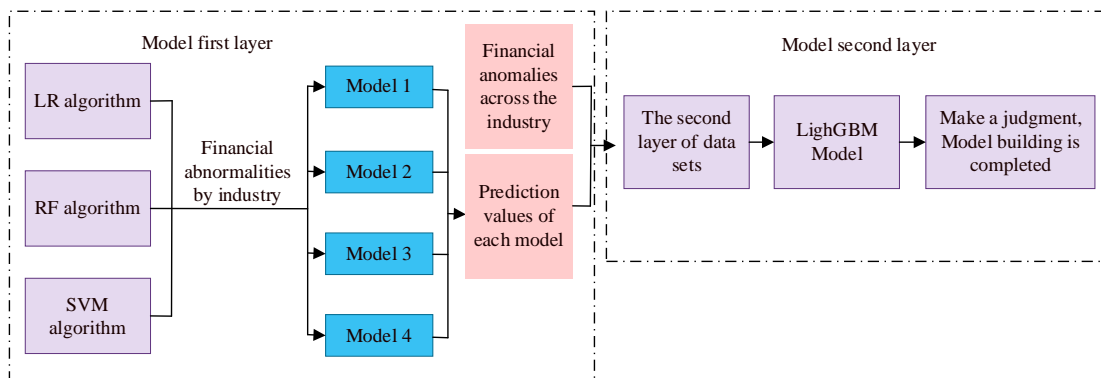 Model first layer
LR algorithm
RF algorithm
SVM
algorithm
Financial
abnormalities
by industry
Model 1
Model 2
Model 3
Model 4
Financial
anomalies
across the
industry
Prediction
values of
each model
Model second layer
The second
layer of data
sets
LighGBM
Model
Make a judgment,
Model building is
completed